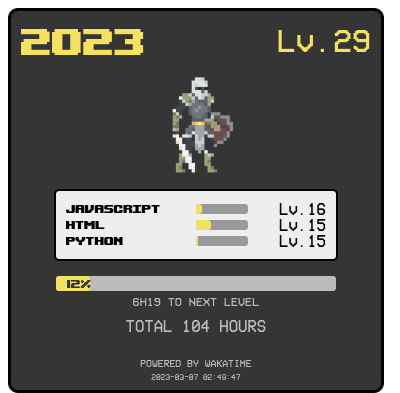 2023 Lv.29
JAVASCRIPT Lv.16
HTML Lv.15
PYTHON Lv.15
12%
6H19 TO NEXT LEVEL
TOTAL 104 HOURS
POWERED BY WAKATIME
2023-03-07 02:49:47